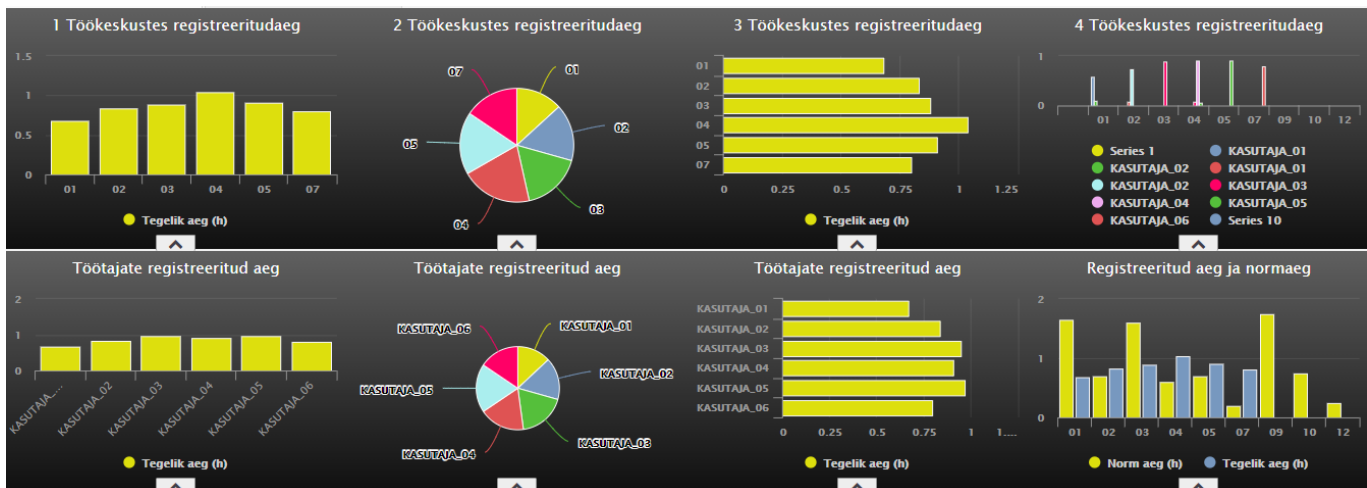 1 Töökeskustes registreeritudaeg
1.5
1
0.5
0
01 02 03 04 05 07
Tegelik aeg (h)
2 Töökeskustes registreeritudaeg
07 01
02
05
03
04
3 Töökeskustes registreeritudaeg
01
02
03
04
05
07
0 0.25 0.5 0.75 1 1.25
Tegelik aeg (h)
4 Töökeskustes registreeritudaeg
1
0
01 02 03 04 05 07 09 10 12
Series 1 KASUTAJA_01
KASUTAJA_02 KASUTAJA_01
KASUTAJA_02 KASUTAJA_03
KASUTAJA_04 KASUTAJA_05
KASUTAJA_06 Series 10
Töötajate registreeritud aeg
2
1
0
KASUTAJA_... KASUTAJA_02 KASUTAJA_03 KASUTAJA_04 KASUTAJA_05 KASUTAJA_06
Tegelik aeg (h)
Töötajate registreeritud aeg
KASUTAJA_06 KASUTAJA_01
KASUTAJA_02
KASUTAJA_05
KASUTAJA_03
KASUTAJA_04
Töötajate registreeritud aeg
KASUTAJA_01
KASUTAJA_02
KASUTAJA_03
KASUTAJA_04
KASUTAJA_05
KASUTAJA_06
0 0.25 0.5 0.75 1 1....
Tegelik aeg (h)
Registreeritud aeg ja normaeg
2
1
0
01 02 03 04 05 07 09 10 12
Norm aeg (h) Tegelik aeg (h)